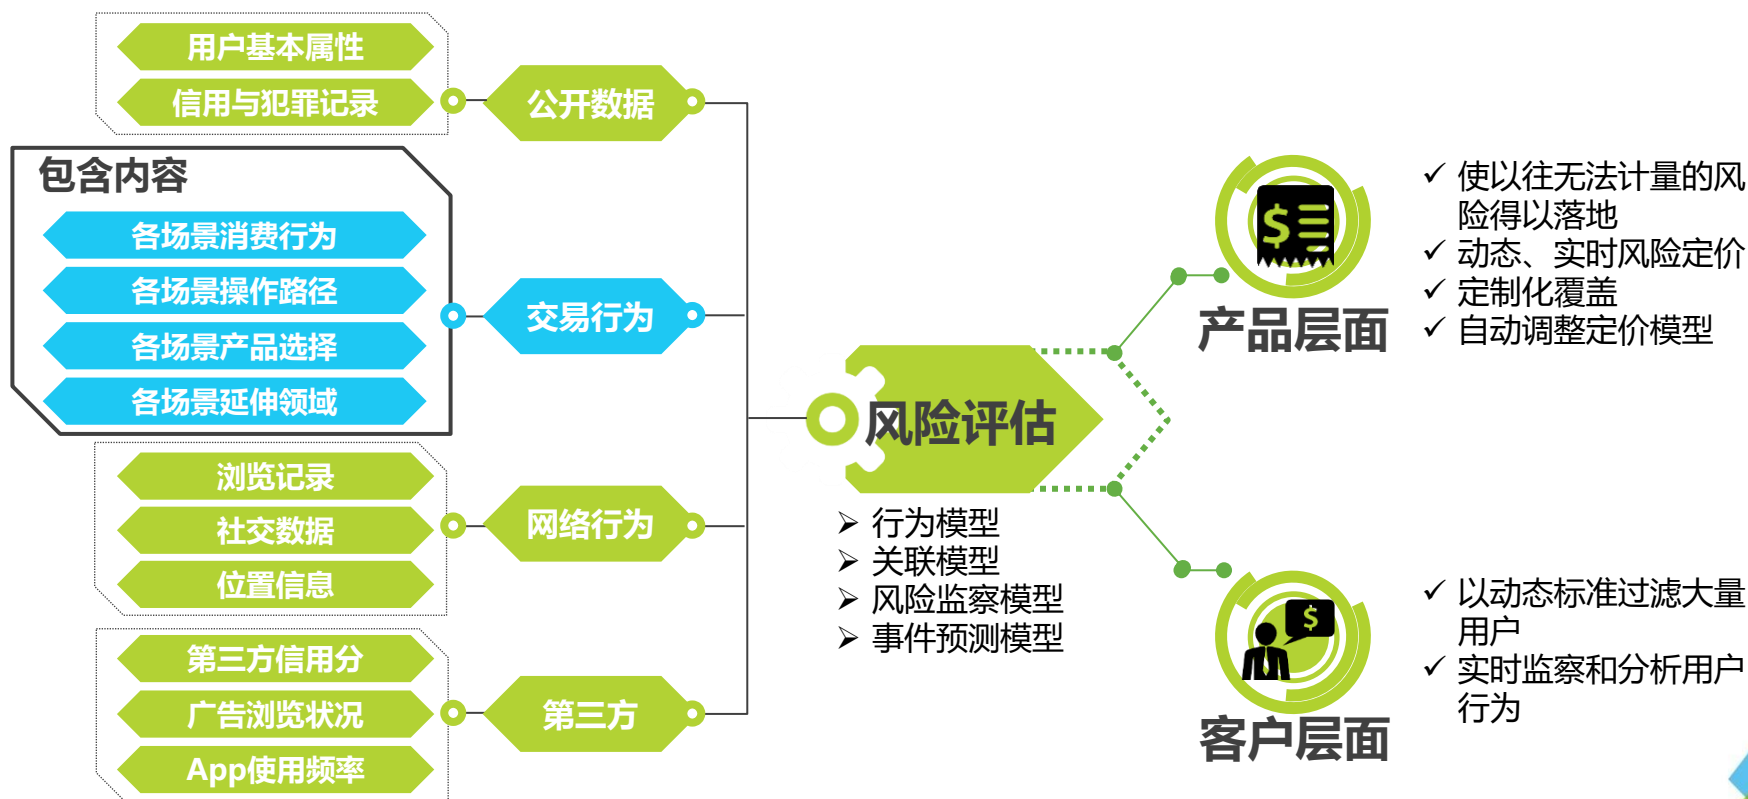 用户基本属性
信用与犯罪记录
公开数据
包含内容
各场景消费行为
各场景操作路径
各场景产品选择
各场景延伸领域
交易行为
浏览记录
社交数据
位置信息
网络行为
第三方信用分
广告浏览状况
App使用频率
第三方
风险评估
行为模型
关联模型
风险监察模型
事件预测模型
$
产品层面
使以往无法计量的风
险得以落地
动态、实时风险定价
定制化覆盖
自动调整定价模型
$
客户层面
以动态标准过滤大量
用户
实时监察和分析用户
行为